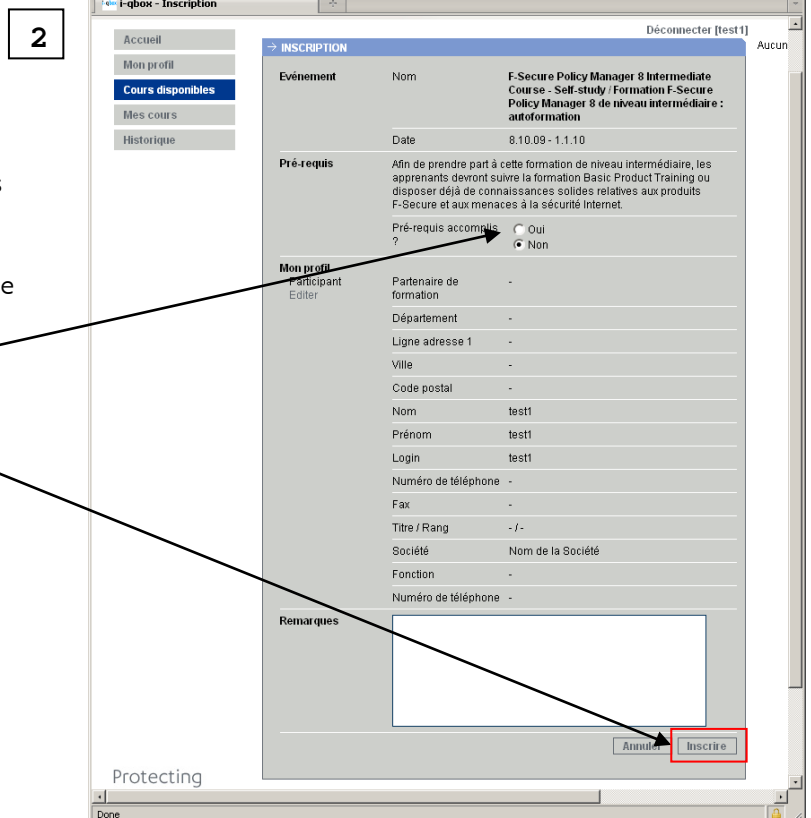 i-qbox - Inscription
2
Déconnecter [test1]
Aucun
Accueil
Mon profil
Cours disponibles
Mes cours
Historique
→ INSCRIPTION
Evénement
Nom
F-Secure Policy Manager 8 Intermediate
Course - Self-study / Formation F-Secure
Policy Manager 8 de niveau intermédiaire :
autoformation
Date
8.10.09 - 1.1.10
Pré-requis
Afin de prendre part à cette formation de niveau intermédiaire, les
apprenants devront suivre la formation Basic Product Training ou
disposer déjà de connaissances solides relatives aux produits
F-Secure et aux menaces à la sécurité Internet.
Pré-requis accomplis
?
Oui
Non
Mon profil
Participant
Editer
Partenaire de
formation
-
Département -
Ligne adresse 1 -
Ville -
Code postal -
Nom test1
Prénom test1
Login test1
Numéro de téléphone -
Fax -
Titre / Rang - / -
Société Nom de la Société
Fonction -
Numéro de téléphone -
Remarques
Annuler
Inscrire
Protecting
Done